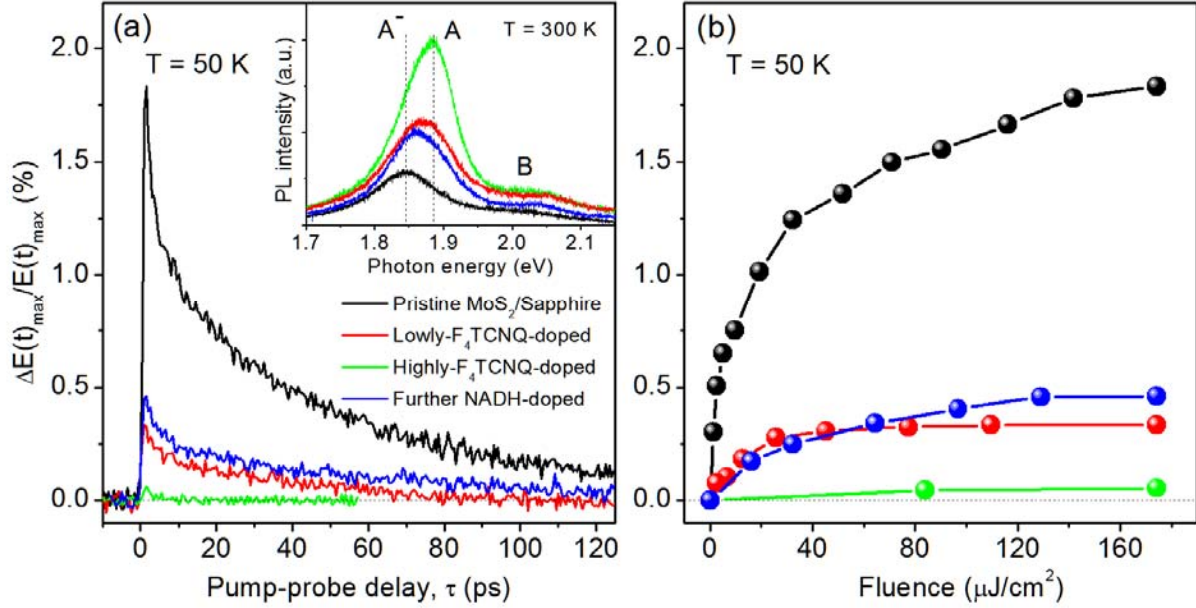 (a)
T = 50 K
ΔE(t)max/E(t)max (%)
2.0
1.5
1.0
0.5
0.0
0 20 40 60 80 100 120
Pump-probe delay, τ (ps)
A⁻ A T = 300 K
B
PL intensity (a.u.)
1.7 1.8 1.9 2.0 2.1
Photon energy (eV)
Pristine MoS₂/Sapphire
Lowly-F₄TCNQ-doped
Highly-F₄TCNQ-doped
Further NADH-doped
(b)
T = 50 K
2.0
1.5
1.0
0.5
0.0
0 40 80 120 160
Fluence (μJ/cm²)